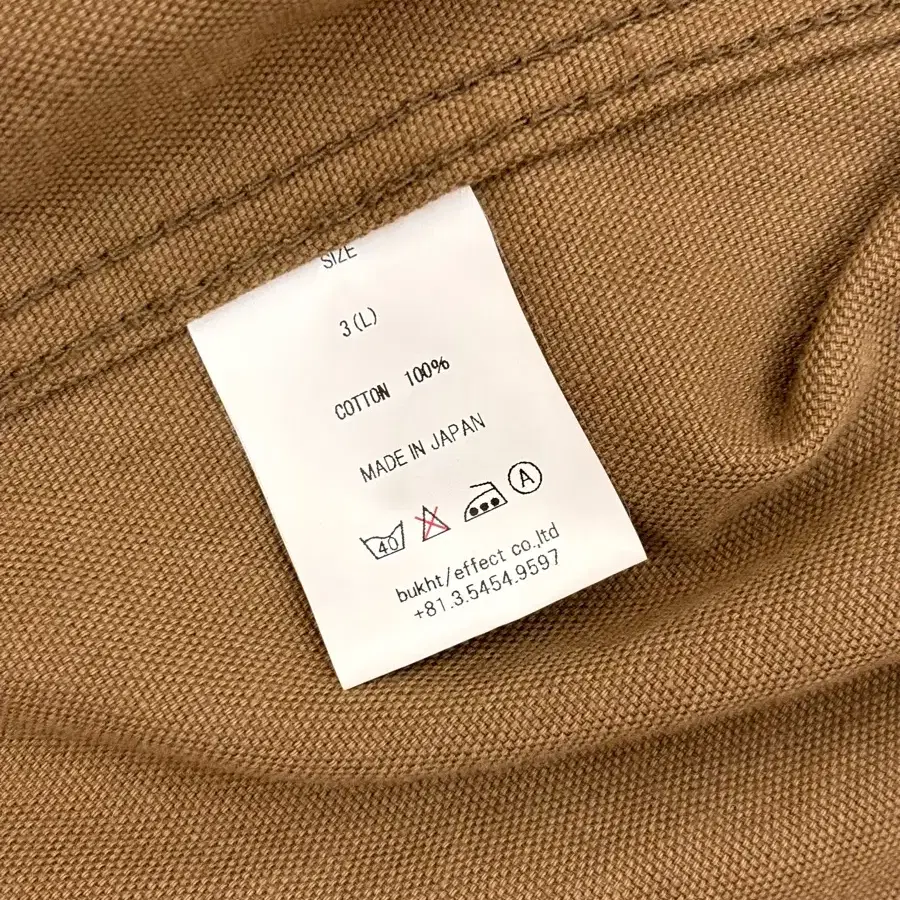 SIZE
3(L)
COTTON 100%
MADE IN JAPAN
40 A
bukht/effect co.,ltd
+81.3.5454.9597